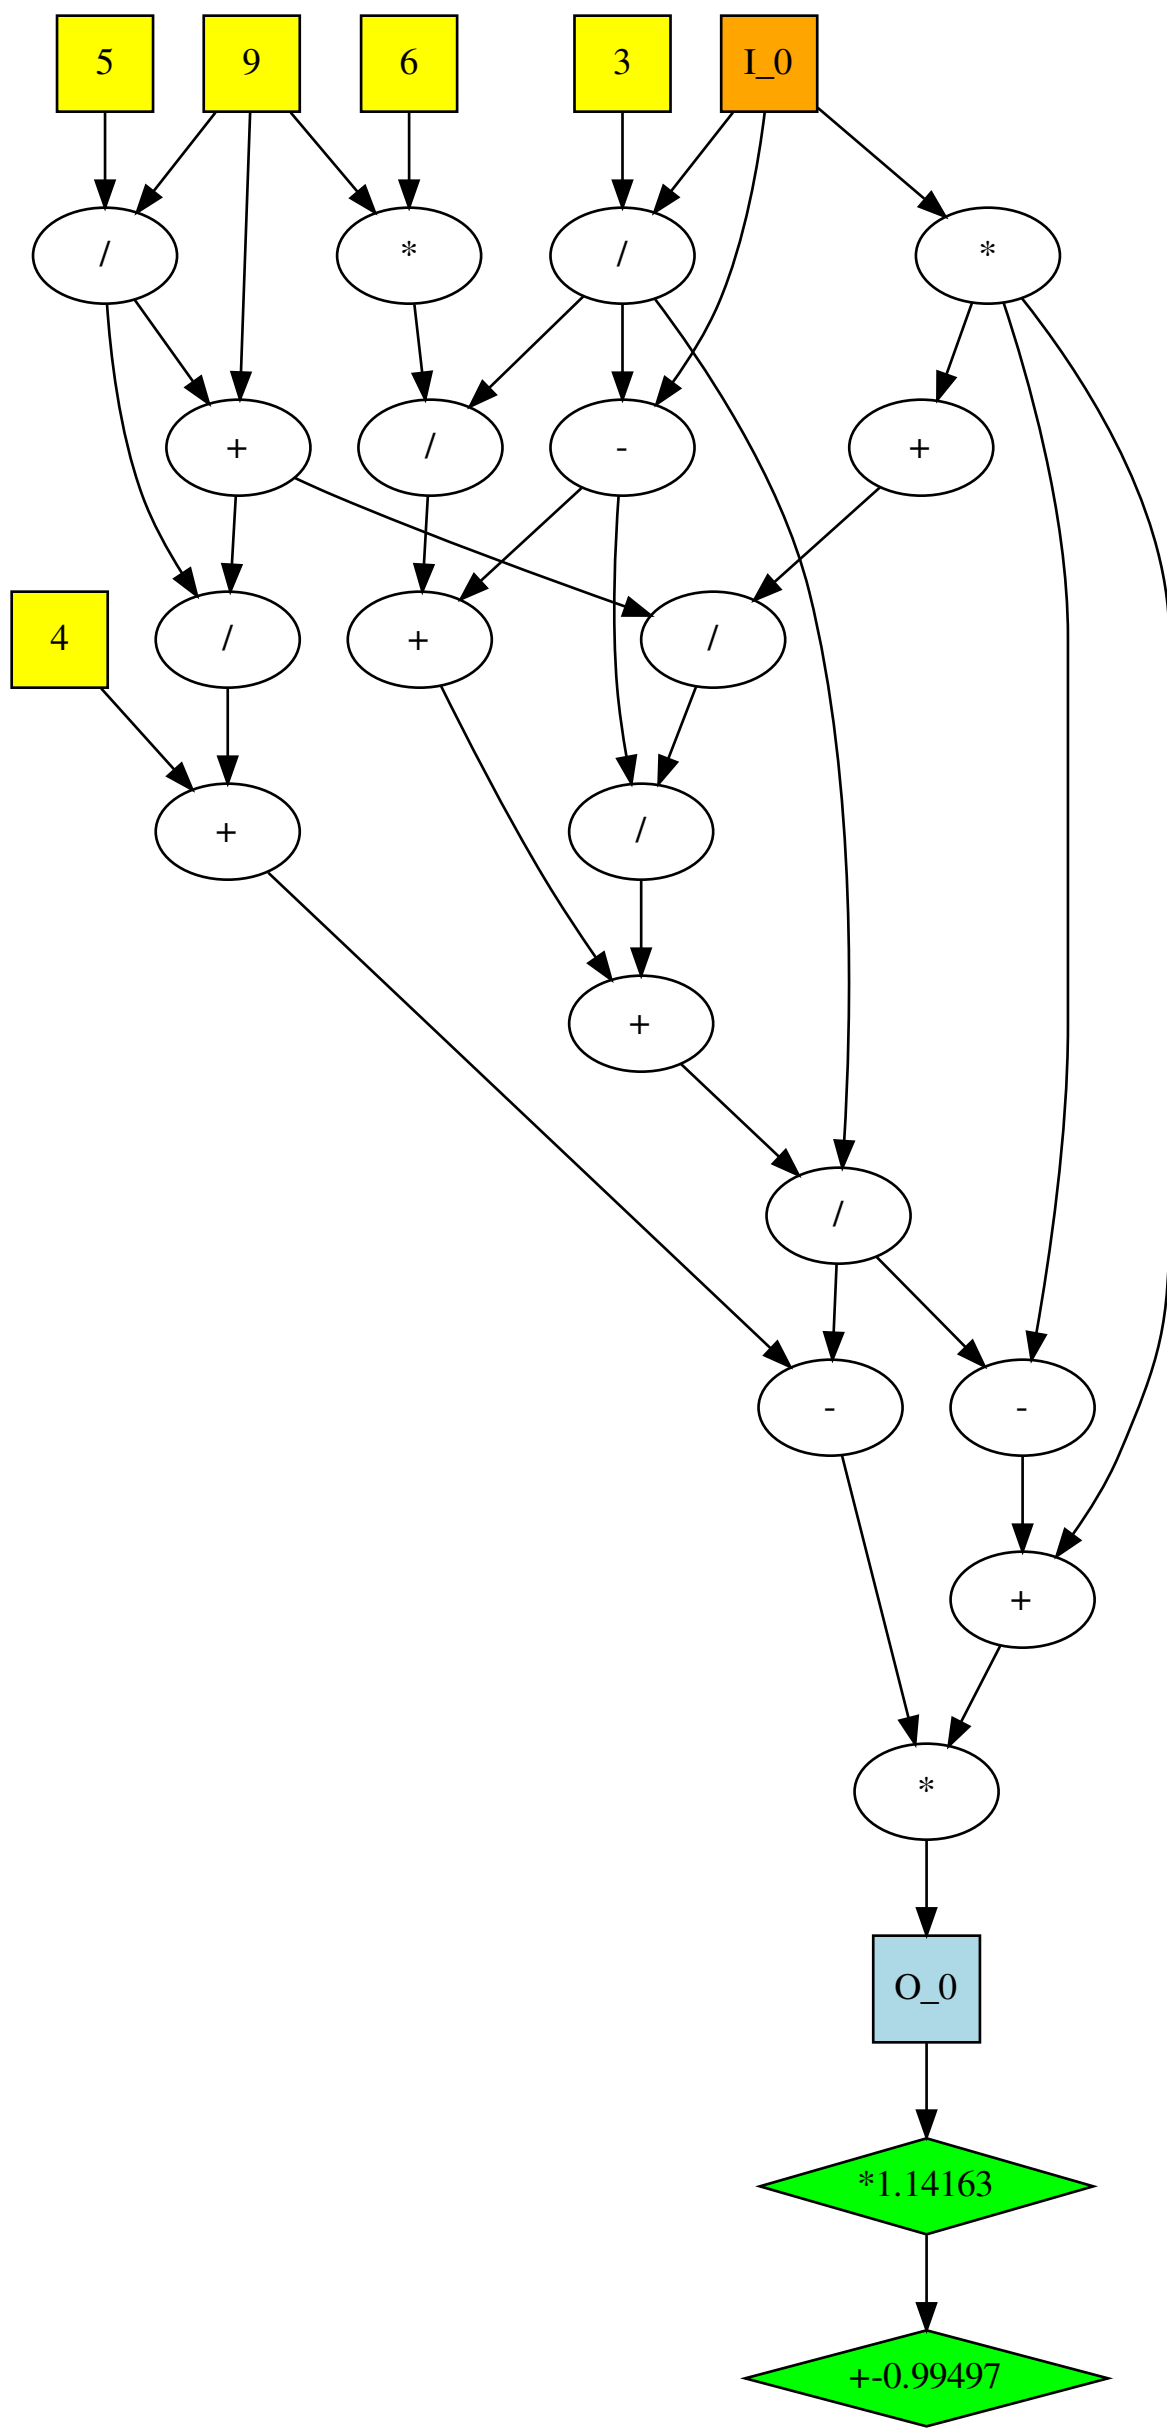 5 9 6 3 I_0
/ * / *
+ / - +
4 / + /
+ /
+
/
- -
+
*
O_0
*1.14163
+-0.99497